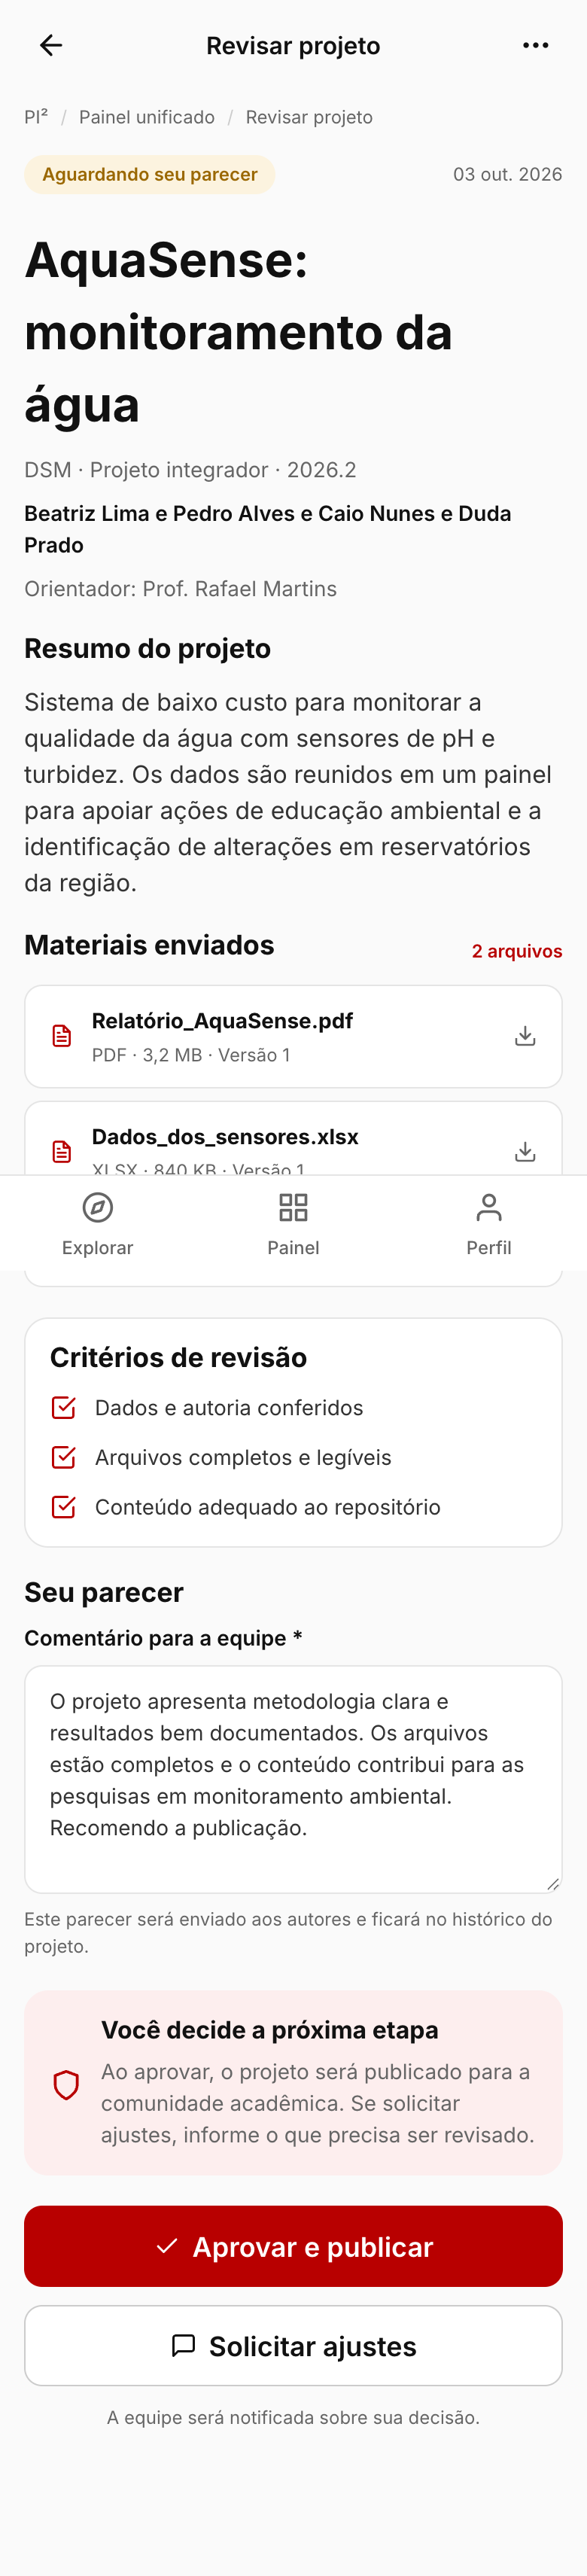 Revisar projeto
PI² / Painel unificado / Revisar projeto
Aguardando seu parecer
03 out. 2026
AquaSense:
monitoramento da
água
DSM · Projeto integrador · 2026.2
Beatriz Lima e Pedro Alves e Caio Nunes e Duda
Prado
Orientador: Prof. Rafael Martins
Resumo do projeto
Sistema de baixo custo para monitorar a
qualidade da água com sensores de pH e
turbidez. Os dados são reunidos em um painel
para apoiar ações de educação ambiental e a
identificação de alterações em reservatórios
da região.
Materiais enviados
2 arquivos
Relatório_AquaSense.pdf
PDF · 3,2 MB · Versão 1
Dados_dos_sensores.xlsx
XLSX · 840 KB · Versão 1
Explorar
Painel
Perfil
Critérios de revisão
Dados e autoria conferidos
Arquivos completos e legíveis
Conteúdo adequado ao repositório
Seu parecer
Comentário para a equipe *
O projeto apresenta metodologia clara e
resultados bem documentados. Os arquivos
estão completos e o conteúdo contribui para as
pesquisas em monitoramento ambiental.
Recomendo a publicação.
Este parecer será enviado aos autores e ficará no histórico do
projeto.
Você decide a próxima etapa
Ao aprovar, o projeto será publicado para a
comunidade acadêmica. Se solicitar
ajustes, informe o que precisa ser revisado.
Aprovar e publicar
Solicitar ajustes
A equipe será notificada sobre sua decisão.